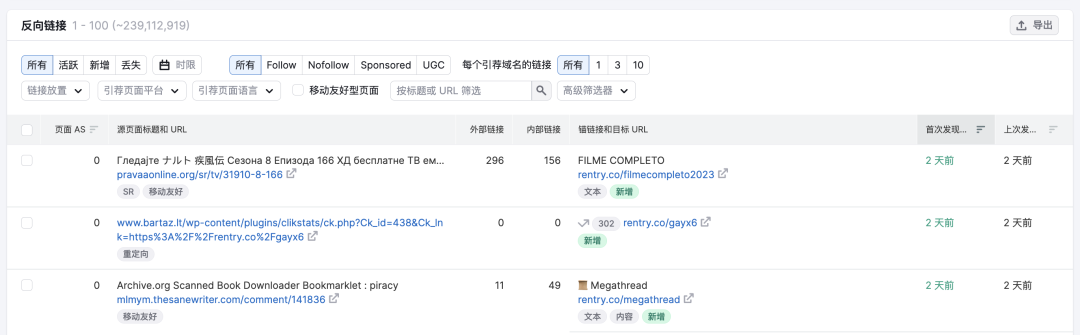 反向链接 1 - 100 (~239,112,919)
导出
所有 活跃 新增 丢失 时限 所有 Follow Nofollow Sponsored UGC 每个引荐域名的链接 所有 1 3 10
链接放置 引荐页面平台 引荐页面语言 移动友好型页面 按标题或 URL 筛选 高级筛选器
页面 AS 源页面标题和 URL 外部链接 内部链接 锚链接和目标 URL 首次发现... 上次发...
0 Гледајте ナルト 疾風伝 Сезона 8 Епизода 166 ХД бесплатне ТВ ем... 296 156 FILME COMPLETO 2 天前 2 天前
pravaaonline.org/sr/tv/31910-8-166 rentry.co/filmecompleto2023
SR 移动友好 文本 新增
0 www.bartaz.lt/wp-content/plugins/clikstats/ck.php?Ck_id=438&Ck_ln 0 0 302 rentry.co/gayx6 2 天前 2 天前
k=https%3A%2F%2Frentry.co%2Fgayx6 新增
重定向
0 Archive.org Scanned Book Downloader Bookmarklet : piracy 11 49 Megathread 2 天前 2 天前
mlmym.thesanewriter.com/comment/141836 rentry.co/megathread
移动友好 文本 内容 新增